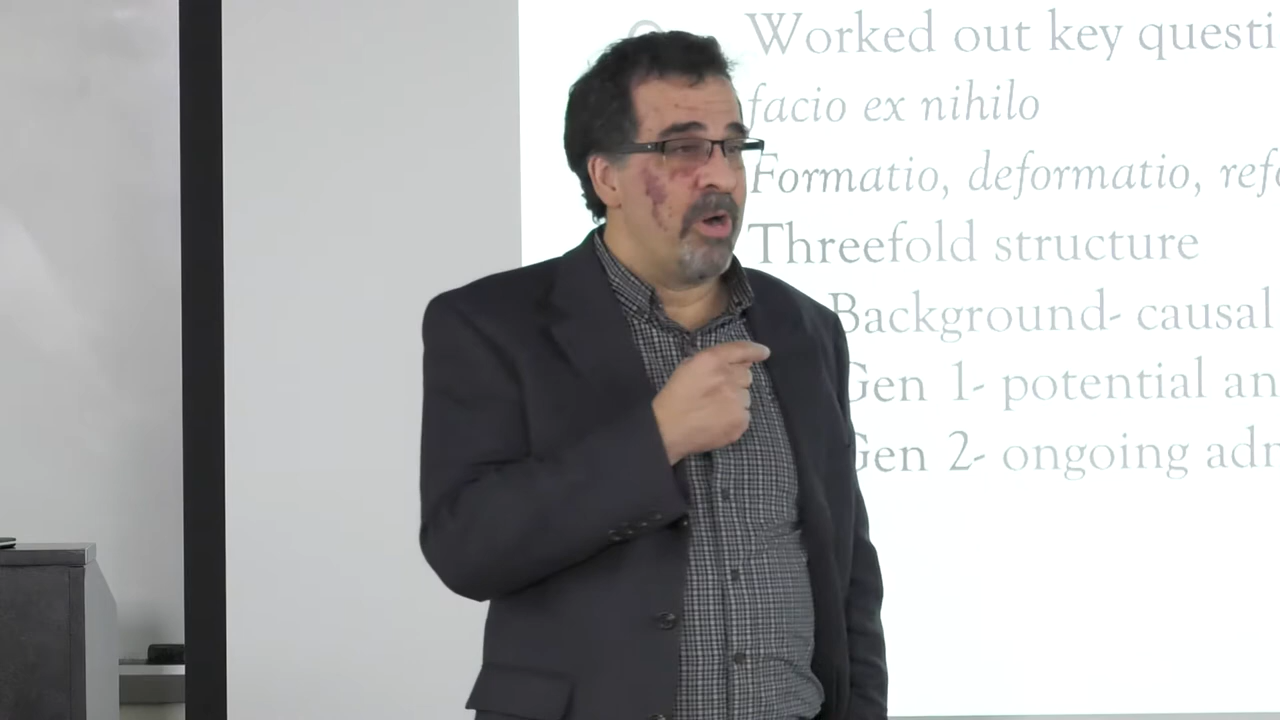 Worked out key questi
facio ex nihilo
Formatio, deformatio, refo
Threefold structure
Background- causal
Gen 1- potential an
Gen 2- ongoing adm